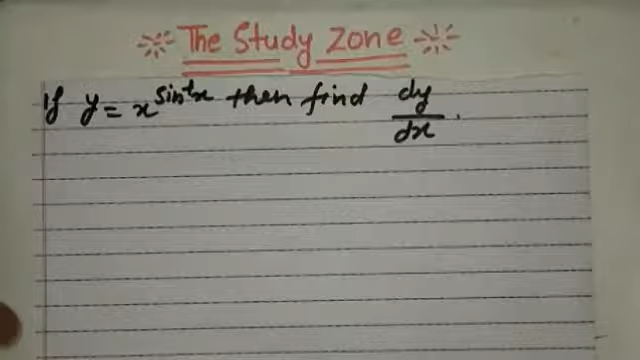 The Study Zone
If y = x^sin⁻¹x then find dy/dx.